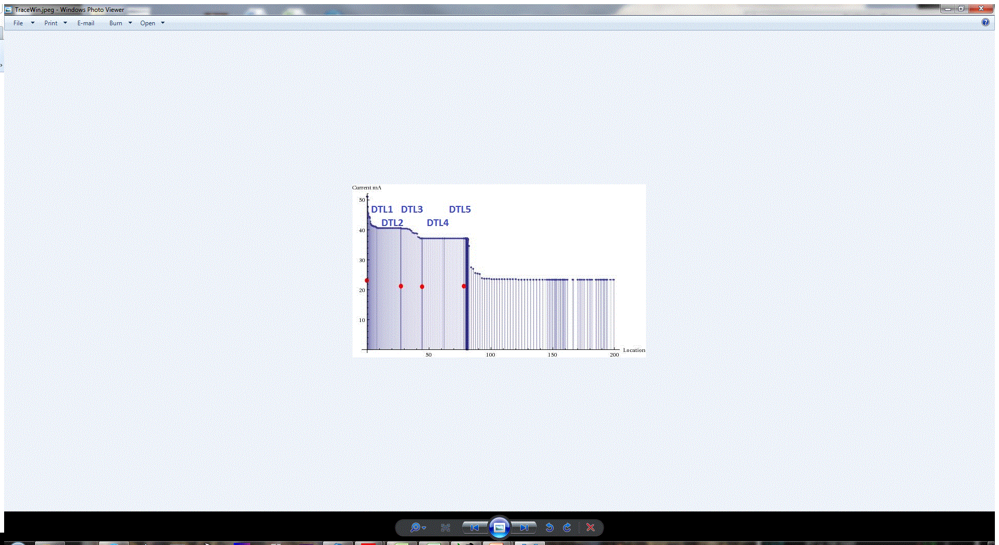 TraceWin.jpeg - Windows Photo Viewer
File Print E-mail Burn Open
Current mA
50
DTL1 DTL3 DTL5
DTL2 DTL4
40
30
20
10
50 100 150 200
Location